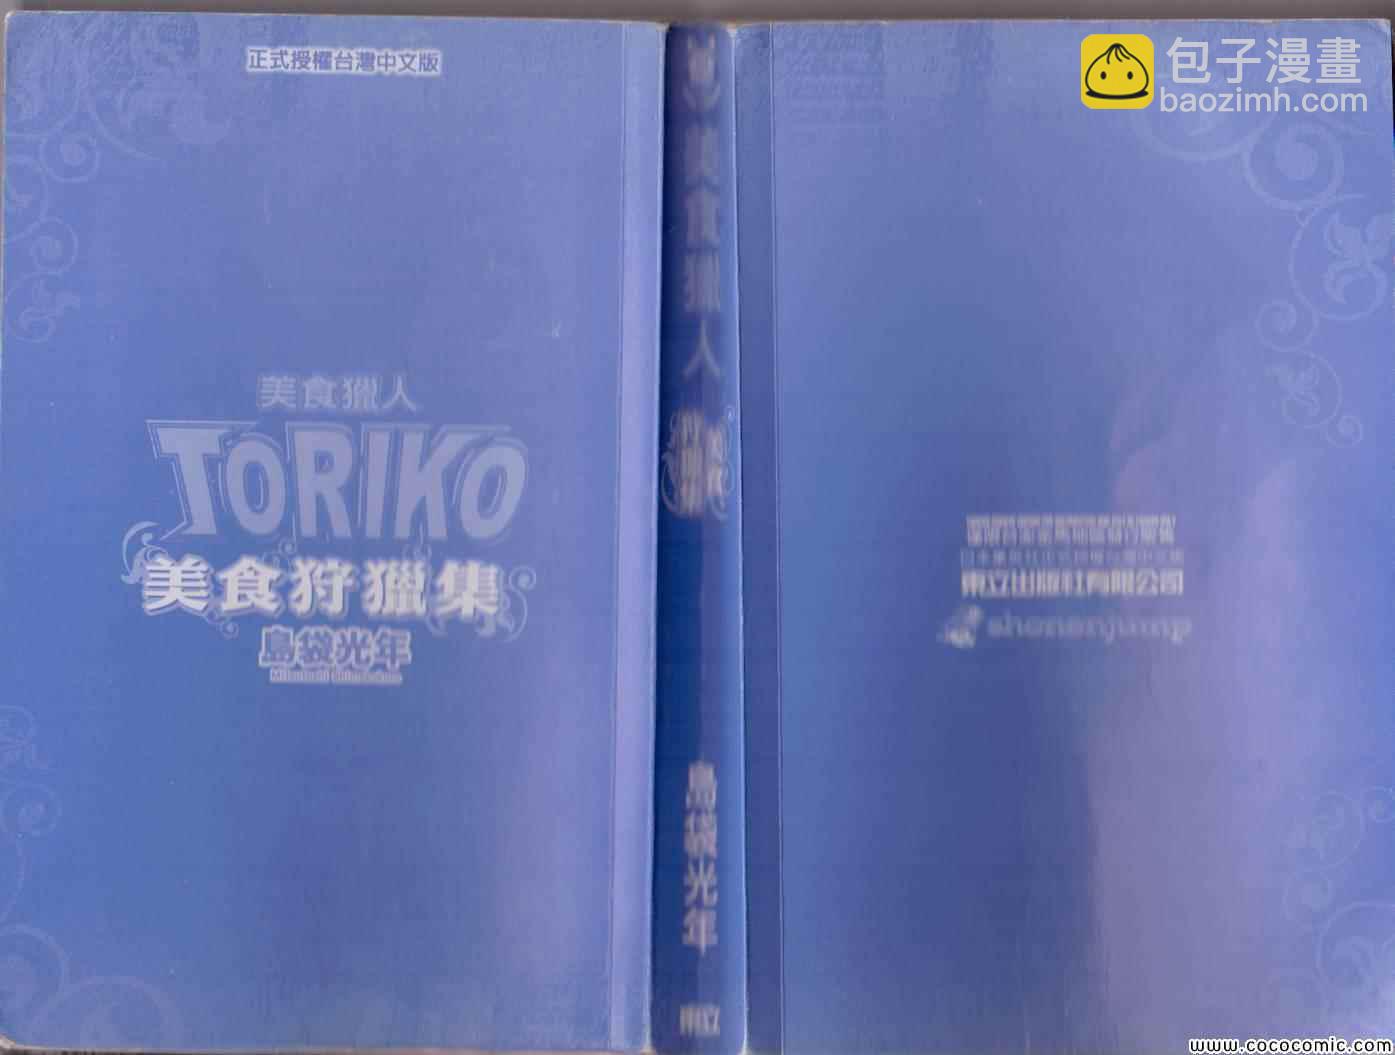 正式授權台灣中文版
美食獵人
TORIKO
美食狩獵集
島袋光年
美食獵人
島袋光年
東立
包子漫畫
baozimh.com
東立出版社有限公司
shonenjump
www.cococomic.com